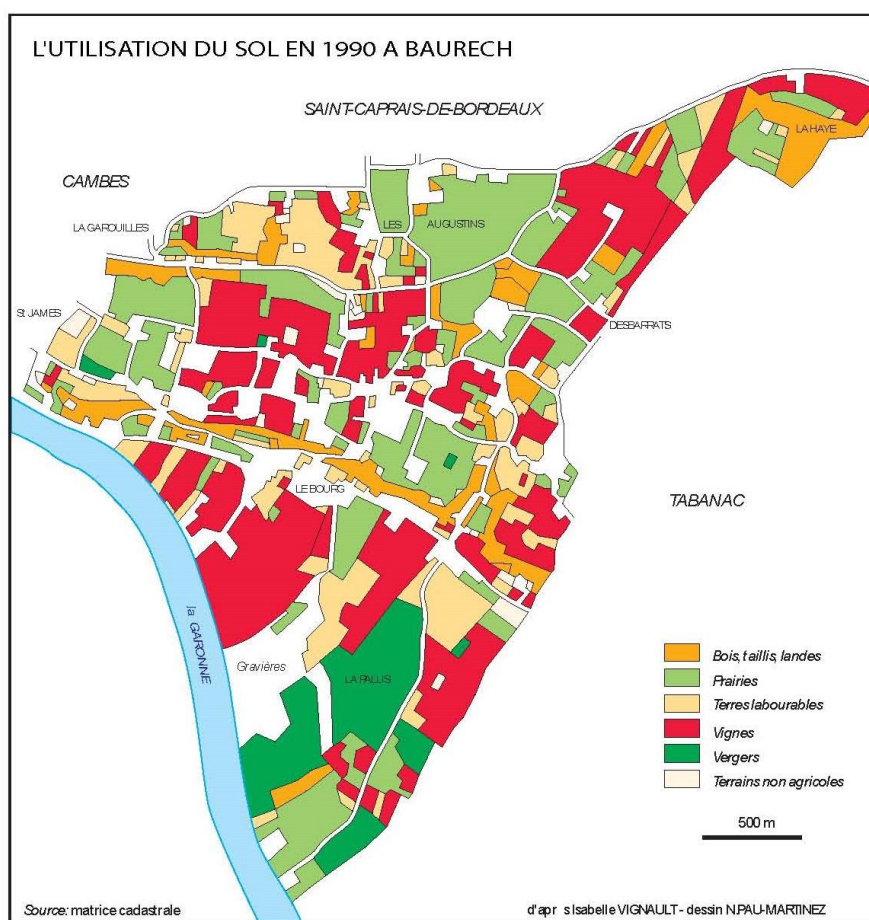 L'UTILISATION DU SOL EN 1990 A BAURECH
SAINT-CAPRAIS-DE-BORDEAUX
LA HAYE
CAMBES
LA GAROUILLES
LES AUGUSTINS
St JAMES
DESBARRATS
LE BOURG
TABANAC
la GARONNE
Gravières
LA PALUS
Bois, taillis, landes
Prairies
Terres labourables
Vignes
Vergers
Terrains non agricoles
500 m
Source: matrice cadastrale
d'apr s Isabelle VIGNAULT - dessin N.PAU-MARTINEZ